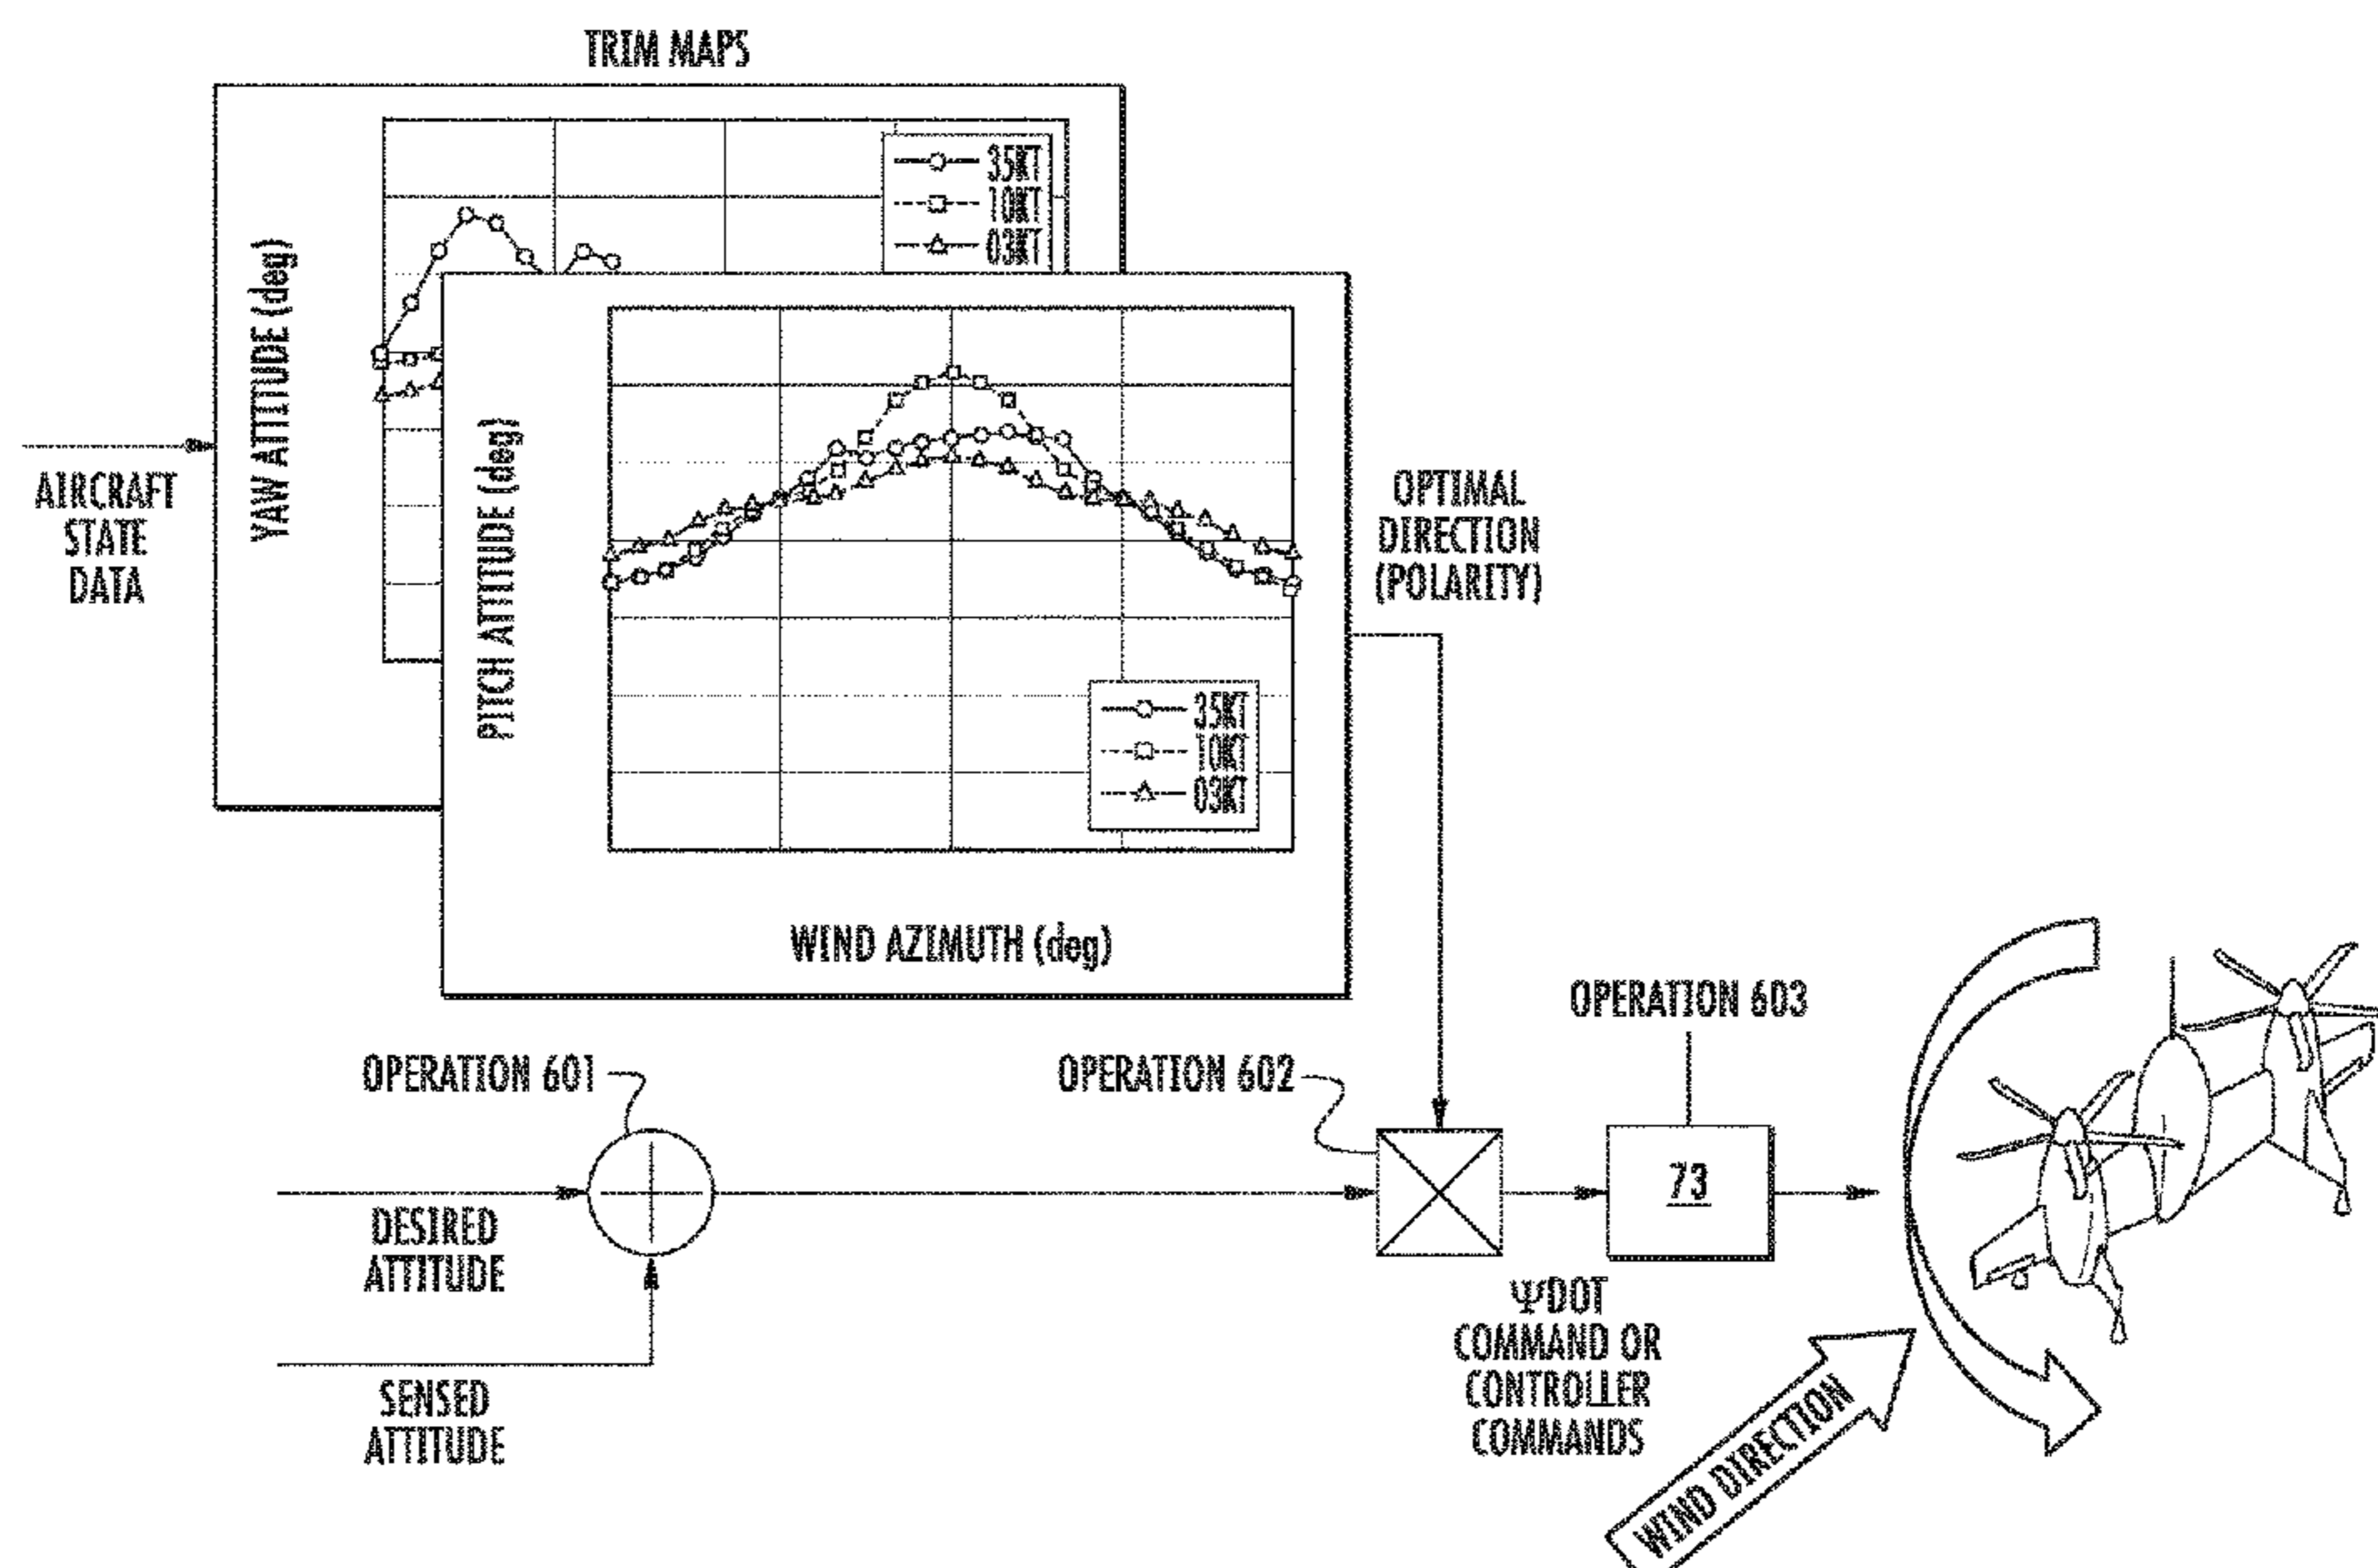 TRIM MAPS
YAW ATTITUDE (deg)
35KT
10KT
03KT
AIRCRAFT
STATE
DATA
PITCH ATTITUDE (deg)
35KT
10KT
03KT
WIND AZIMUTH (deg)
OPTIMAL
DIRECTION
(POLARITY)
OPERATION 601
OPERATION 602
OPERATION 603
73
DESIRED
ATTITUDE
SENSED
ATTITUDE
ΨDOT
COMMAND OR
CONTROLLER
COMMANDS
WIND DIRECTION